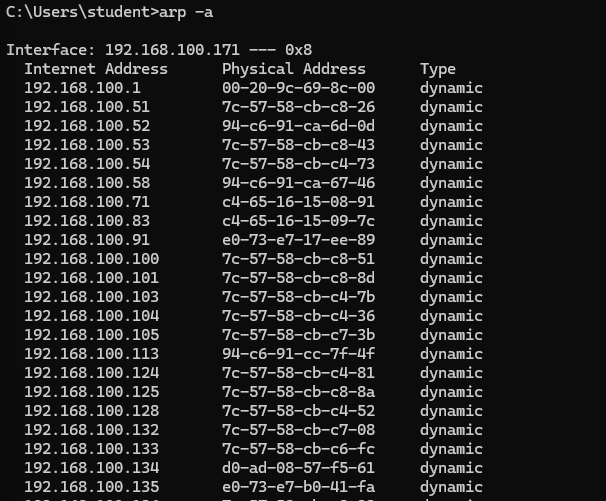 C:\Users\student>arp -a
Interface: 192.168.100.171 --- 0x8
Internet Address Physical Address Type
192.168.100.1 00-20-9c-69-8c-00 dynamic
192.168.100.51 7c-57-58-cb-c8-26 dynamic
192.168.100.52 94-c6-91-ca-6d-0d dynamic
192.168.100.53 7c-57-58-cb-c8-43 dynamic
192.168.100.54 7c-57-58-cb-c4-73 dynamic
192.168.100.58 94-c6-91-ca-67-46 dynamic
192.168.100.71 c4-65-16-15-08-91 dynamic
192.168.100.83 c4-65-16-15-09-7c dynamic
192.168.100.91 e0-73-e7-17-ee-89 dynamic
192.168.100.100 7c-57-58-cb-c8-51 dynamic
192.168.100.101 7c-57-58-cb-c8-8d dynamic
192.168.100.103 7c-57-58-cb-c4-7b dynamic
192.168.100.104 7c-57-58-cb-c4-36 dynamic
192.168.100.105 7c-57-58-cb-c7-3b dynamic
192.168.100.113 94-c6-91-cc-7f-4f dynamic
192.168.100.124 7c-57-58-cb-c4-81 dynamic
192.168.100.125 7c-57-58-cb-c8-8a dynamic
192.168.100.128 7c-57-58-cb-c4-52 dynamic
192.168.100.132 7c-57-58-cb-c7-08 dynamic
192.168.100.133 7c-57-58-cb-c6-fc dynamic
192.168.100.134 d0-ad-08-57-f5-61 dynamic
192.168.100.135 e0-73-e7-b0-41-fa dynamic